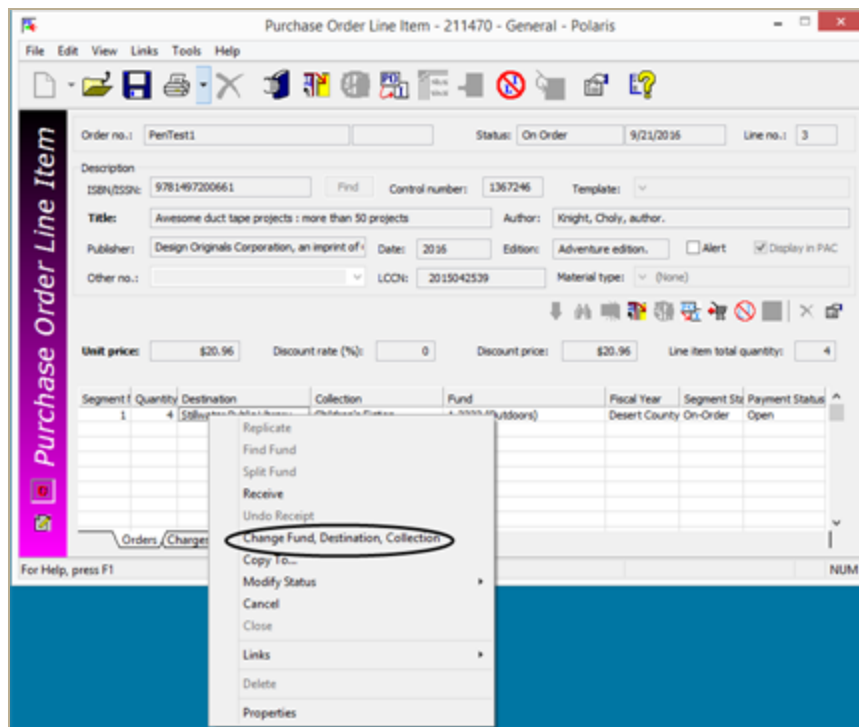 Purchase Order Line Item - 211470 - General - Polaris
File Edit View Links Tools Help
Purchase Order Line Item
Order no.: PenTest1 Status: On Order 9/21/2016 Line no.: 3
Description
ISBN/ISSN: 9781497200661 Find Control number: 1367246 Template:
Title: Awesome duct tape projects : more than 50 projects Author: Knight, Choly, author.
Publisher: Design Originals Corporation, an imprint of Date: 2016 Edition: Adventure edition. Alert Display in PAC
Other no.: LCCN: 2015042539 Material type: (None)
Unit price: $20.96 Discount rate (%): 0 Discount price: $20.96 Line item total quantity: 4
Segment Quantity Destination Collection Fund Fiscal Year Segment Sta Payment Status
1 4 Desert County On-Order Open
Replicate
Find Fund
Split Fund
Receive
Undo Receipt
Orders Charges Change Fund, Destination, Collection
Copy To...
For Help, press F1 NUM
Modify Status
Cancel
Close
Links
Delete
Properties